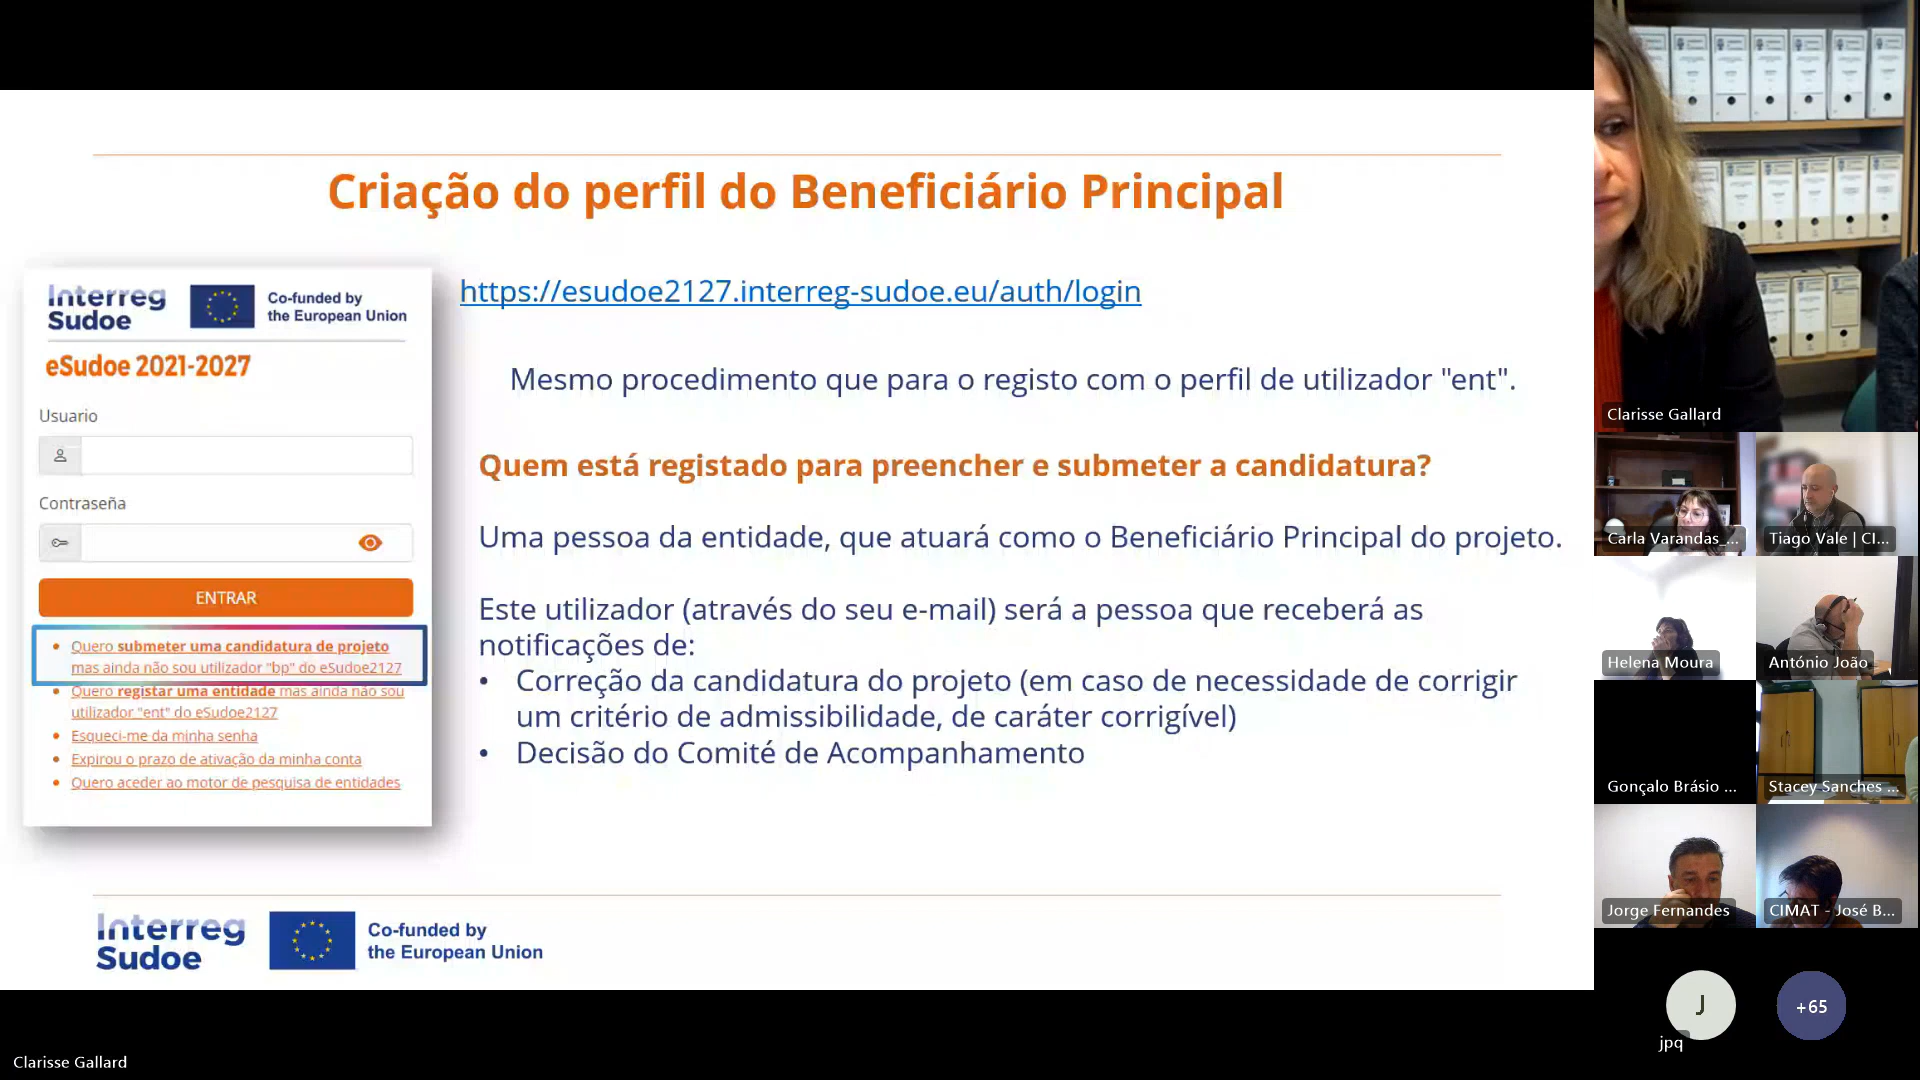 Criação do perfil do Beneficiário Principal
Interreg
Sudoe
Co-funded by
the European Union
eSudoe 2021-2027
Usuario
Contraseña
ENTRAR
• Quero submeter uma candidatura de projeto
mas ainda não sou utilizador "bp" do eSudoe2127
• Quero registar uma entidade mas ainda não sou
utilizador "ent" do eSudoe2127
• Esqueci-me da minha senha
• Expirou o prazo de ativação da minha conta
• Quero aceder ao motor de pesquisa de entidades
https://esudoe2127.interreg-sudoe.eu/auth/login
Mesmo procedimento que para o registo com o perfil de utilizador "ent".
Quem está registado para preencher e submeter a candidatura?
Uma pessoa da entidade, que atuará como o Beneficiário Principal do projeto.
Este utilizador (através do seu e-mail) será a pessoa que receberá as
notificações de:
• Correção da candidatura do projeto (em caso de necessidade de corrigir
um critério de admissibilidade, de caráter corrigível)
• Decisão do Comité de Acompanhamento
Interreg
Sudoe
Co-funded by
the European Union
Clarisse Gallard
Clarisse Gallard
Carla Varandas_...
Tiago Vale | CI...
Helena Moura
António João
Gonçalo Brásio ...
Stacey Sanches ...
Jorge Fernandes
CIMAT - José B...
J
jpq
+65